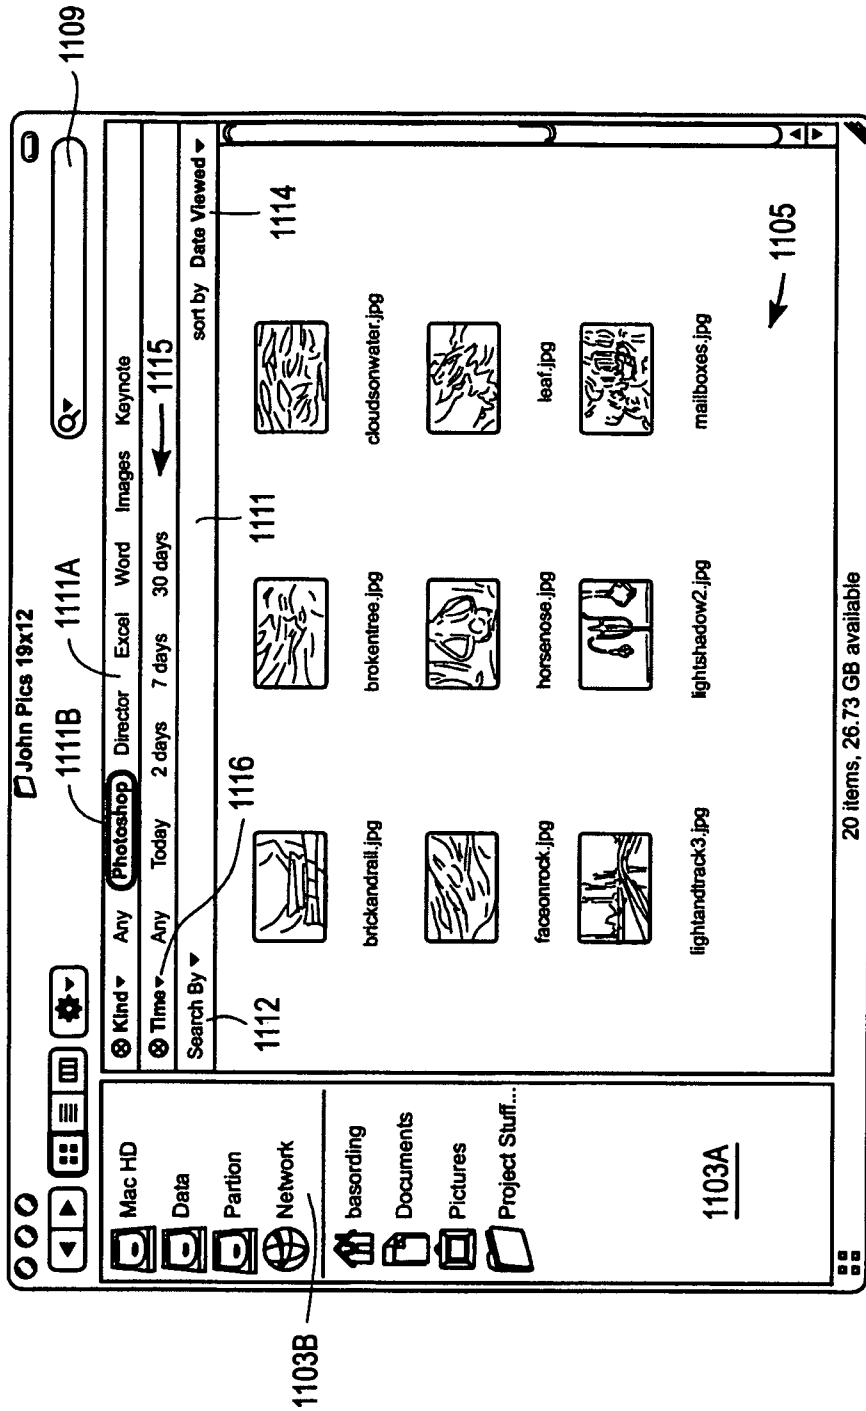 1109
John Pics 19x12
1111B
1111A
Kind Any Photoshop Director Excel Word Images Keynote
Time Any Today 2 days 7 days 30 days
1115
Search By
sort by Date Viewed
1112
1116
1111
1114
Mac HD
Data
Partion
Network
basording
Documents
Pictures
Project Stuff...
1103A
1103B
brickandrail.jpg brokentree.jpg cloudsonwater.jpg
faceonrock.jpg horsenose.jpg leaf.jpg
lightandtrack3.jpg lightshadow2.jpg mailboxes.jpg
1105
20 items, 26.73 GB available